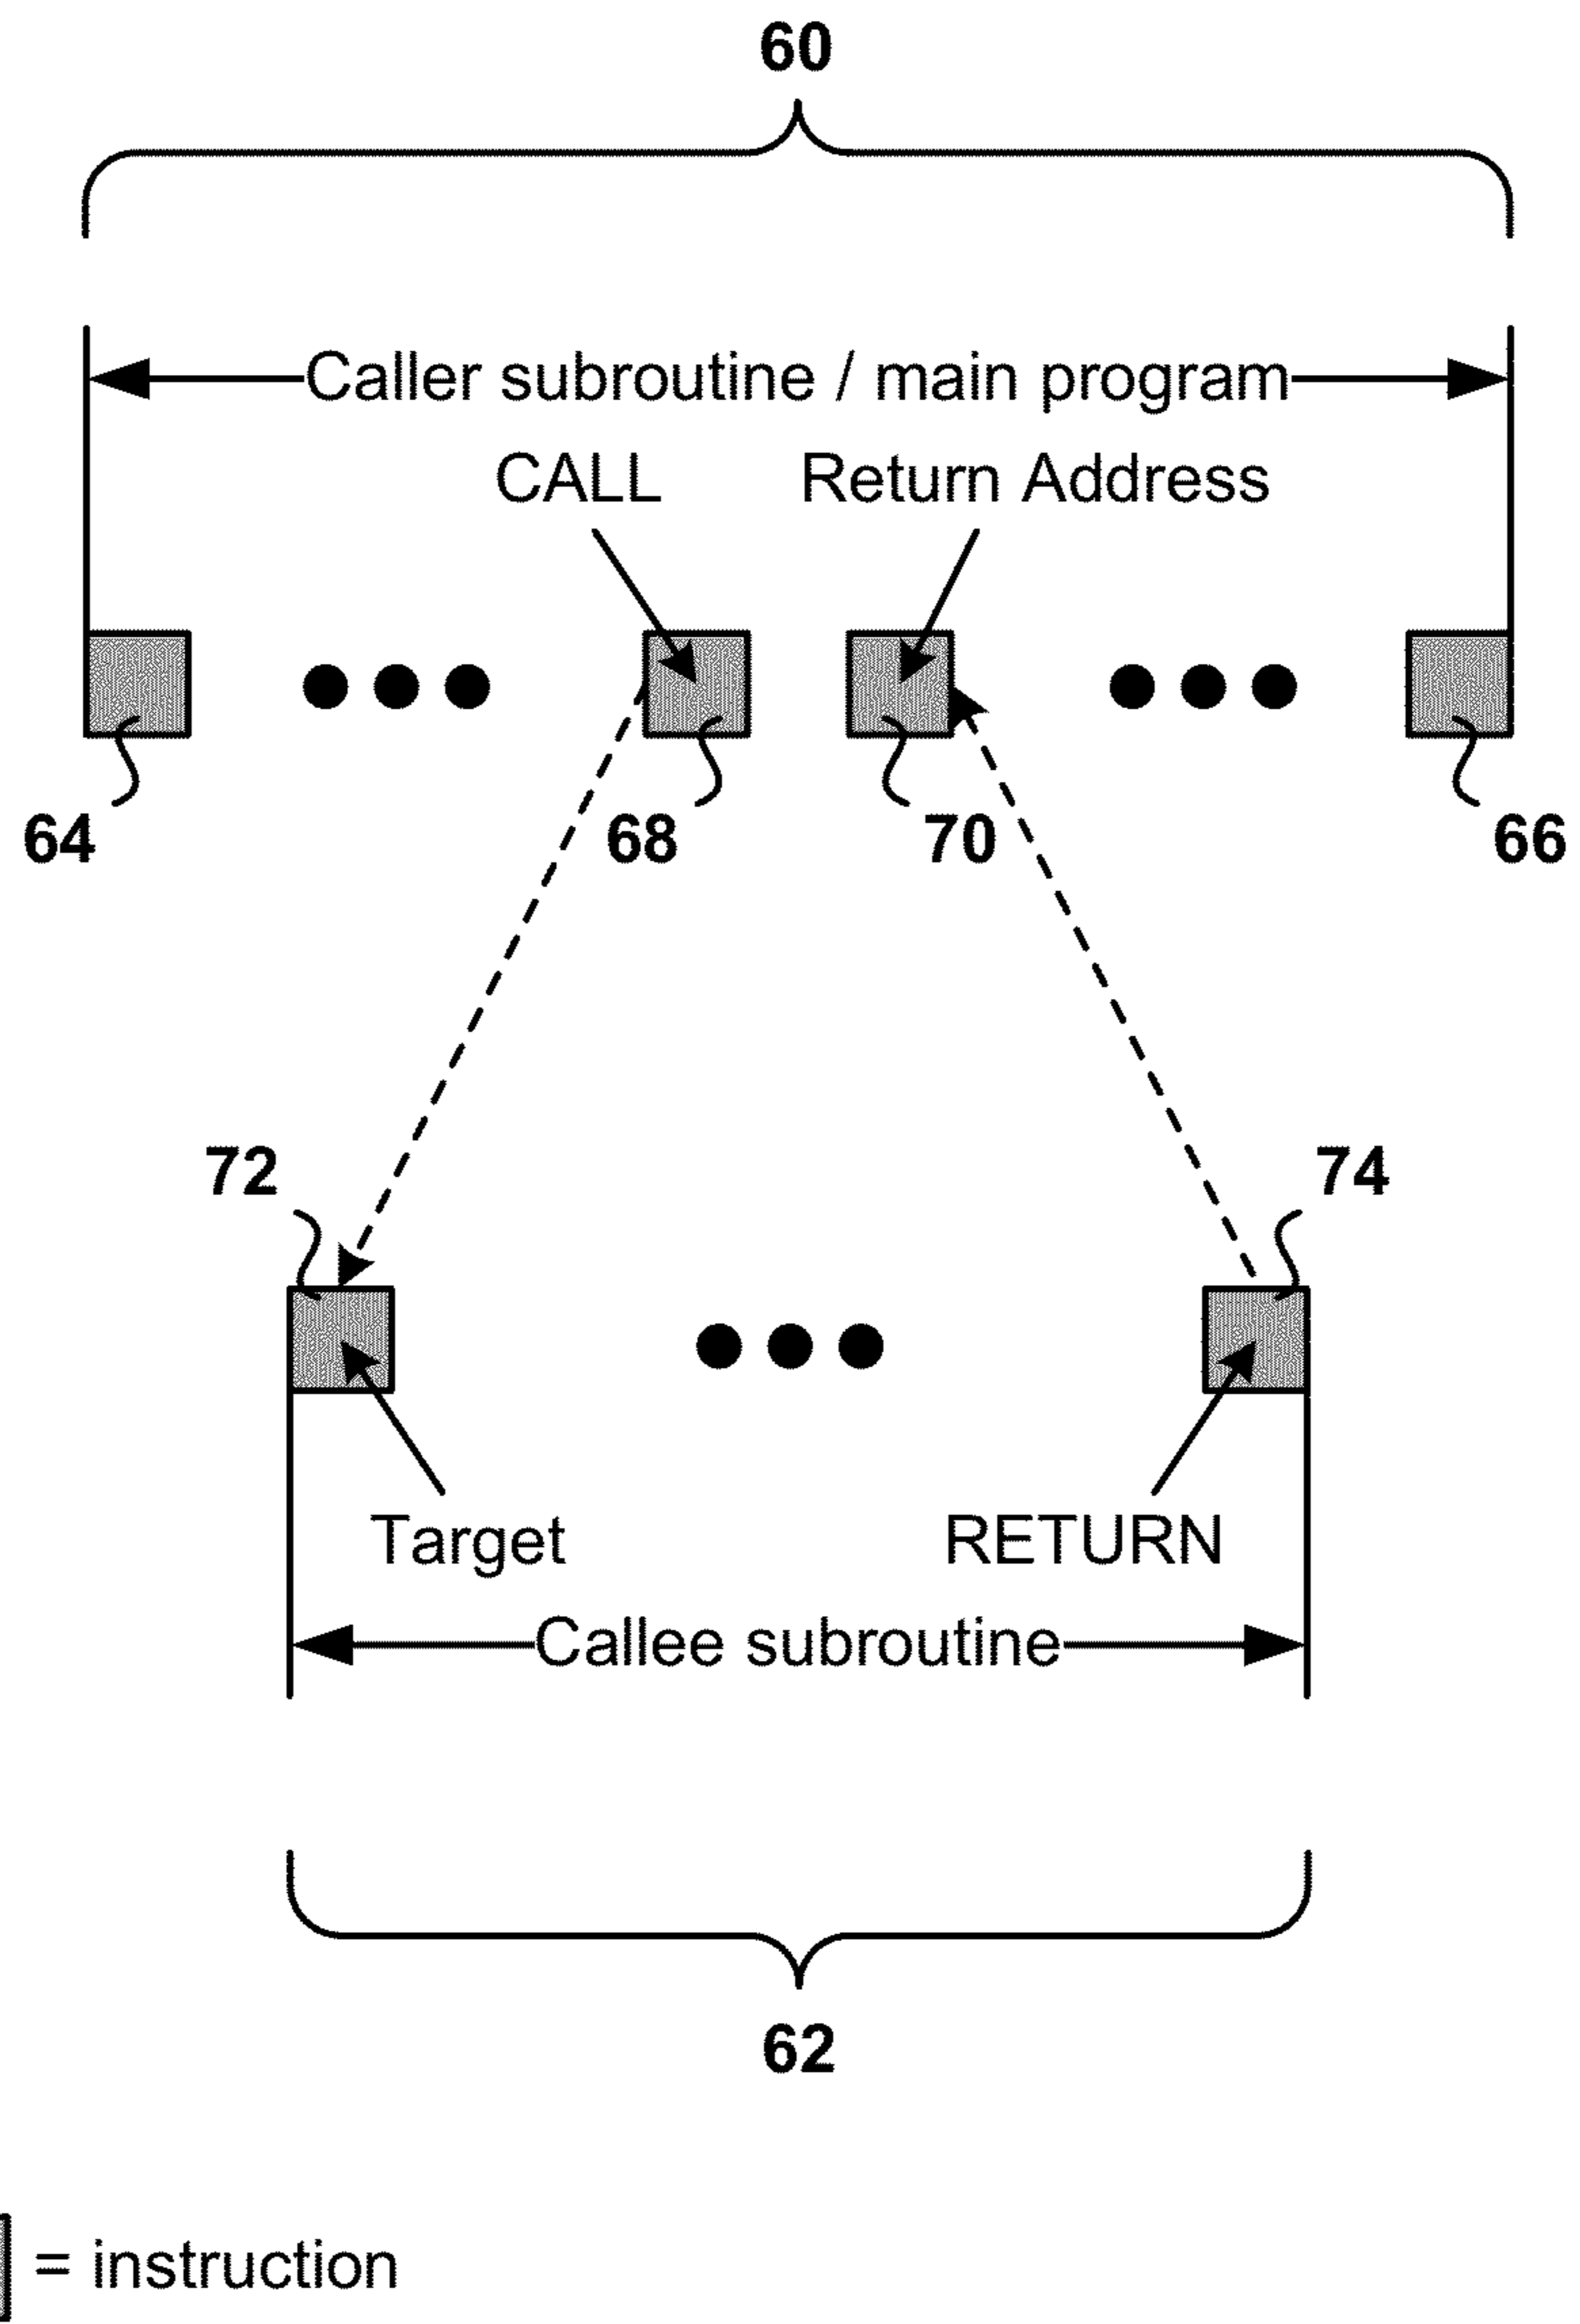 60
Caller subroutine / main program
CALL Return Address
64 68 70 66
72 74
Target RETURN
Callee subroutine
62
= instruction